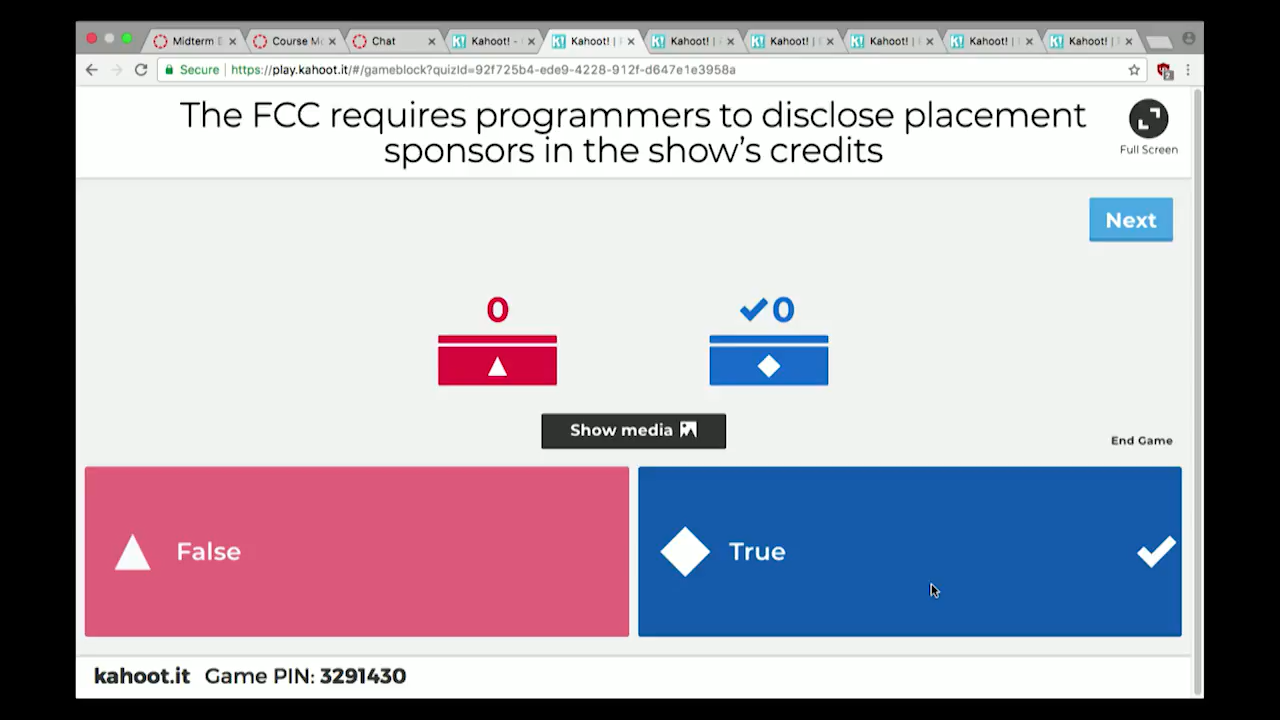 Midterm
Course Mo
Chat
Kahoot! -
Kahoot! |
Kahoot! |
Kahoot! |
Kahoot! |
Kahoot! |
Kahoot! |
Secure
https://play.kahoot.it/#/gameblock?quizId=92f725b4-ede9-4228-912f-d647e1e3958a
The FCC requires programmers to disclose placement
sponsors in the show's credits
Full Screen
Next
0
0
Show media
End Game
False
True
kahoot.it Game PIN: 3291430